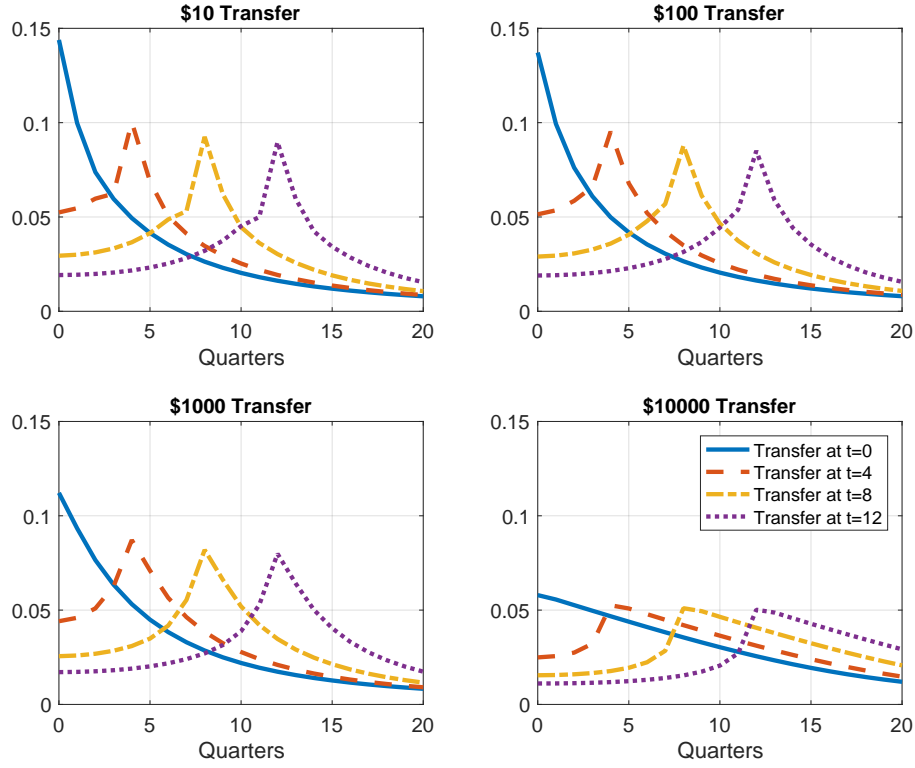 $10 Transfer
0.15
0.1
0.05
0
0 5 10 15 20
Quarters
$100 Transfer
0.15
0.1
0.05
0
0 5 10 15 20
Quarters
$1000 Transfer
0.15
0.1
0.05
0
0 5 10 15 20
Quarters
$10000 Transfer
0.15
0.1
0.05
0
0 5 10 15 20
Quarters
Transfer at t=0
Transfer at t=4
Transfer at t=8
Transfer at t=12